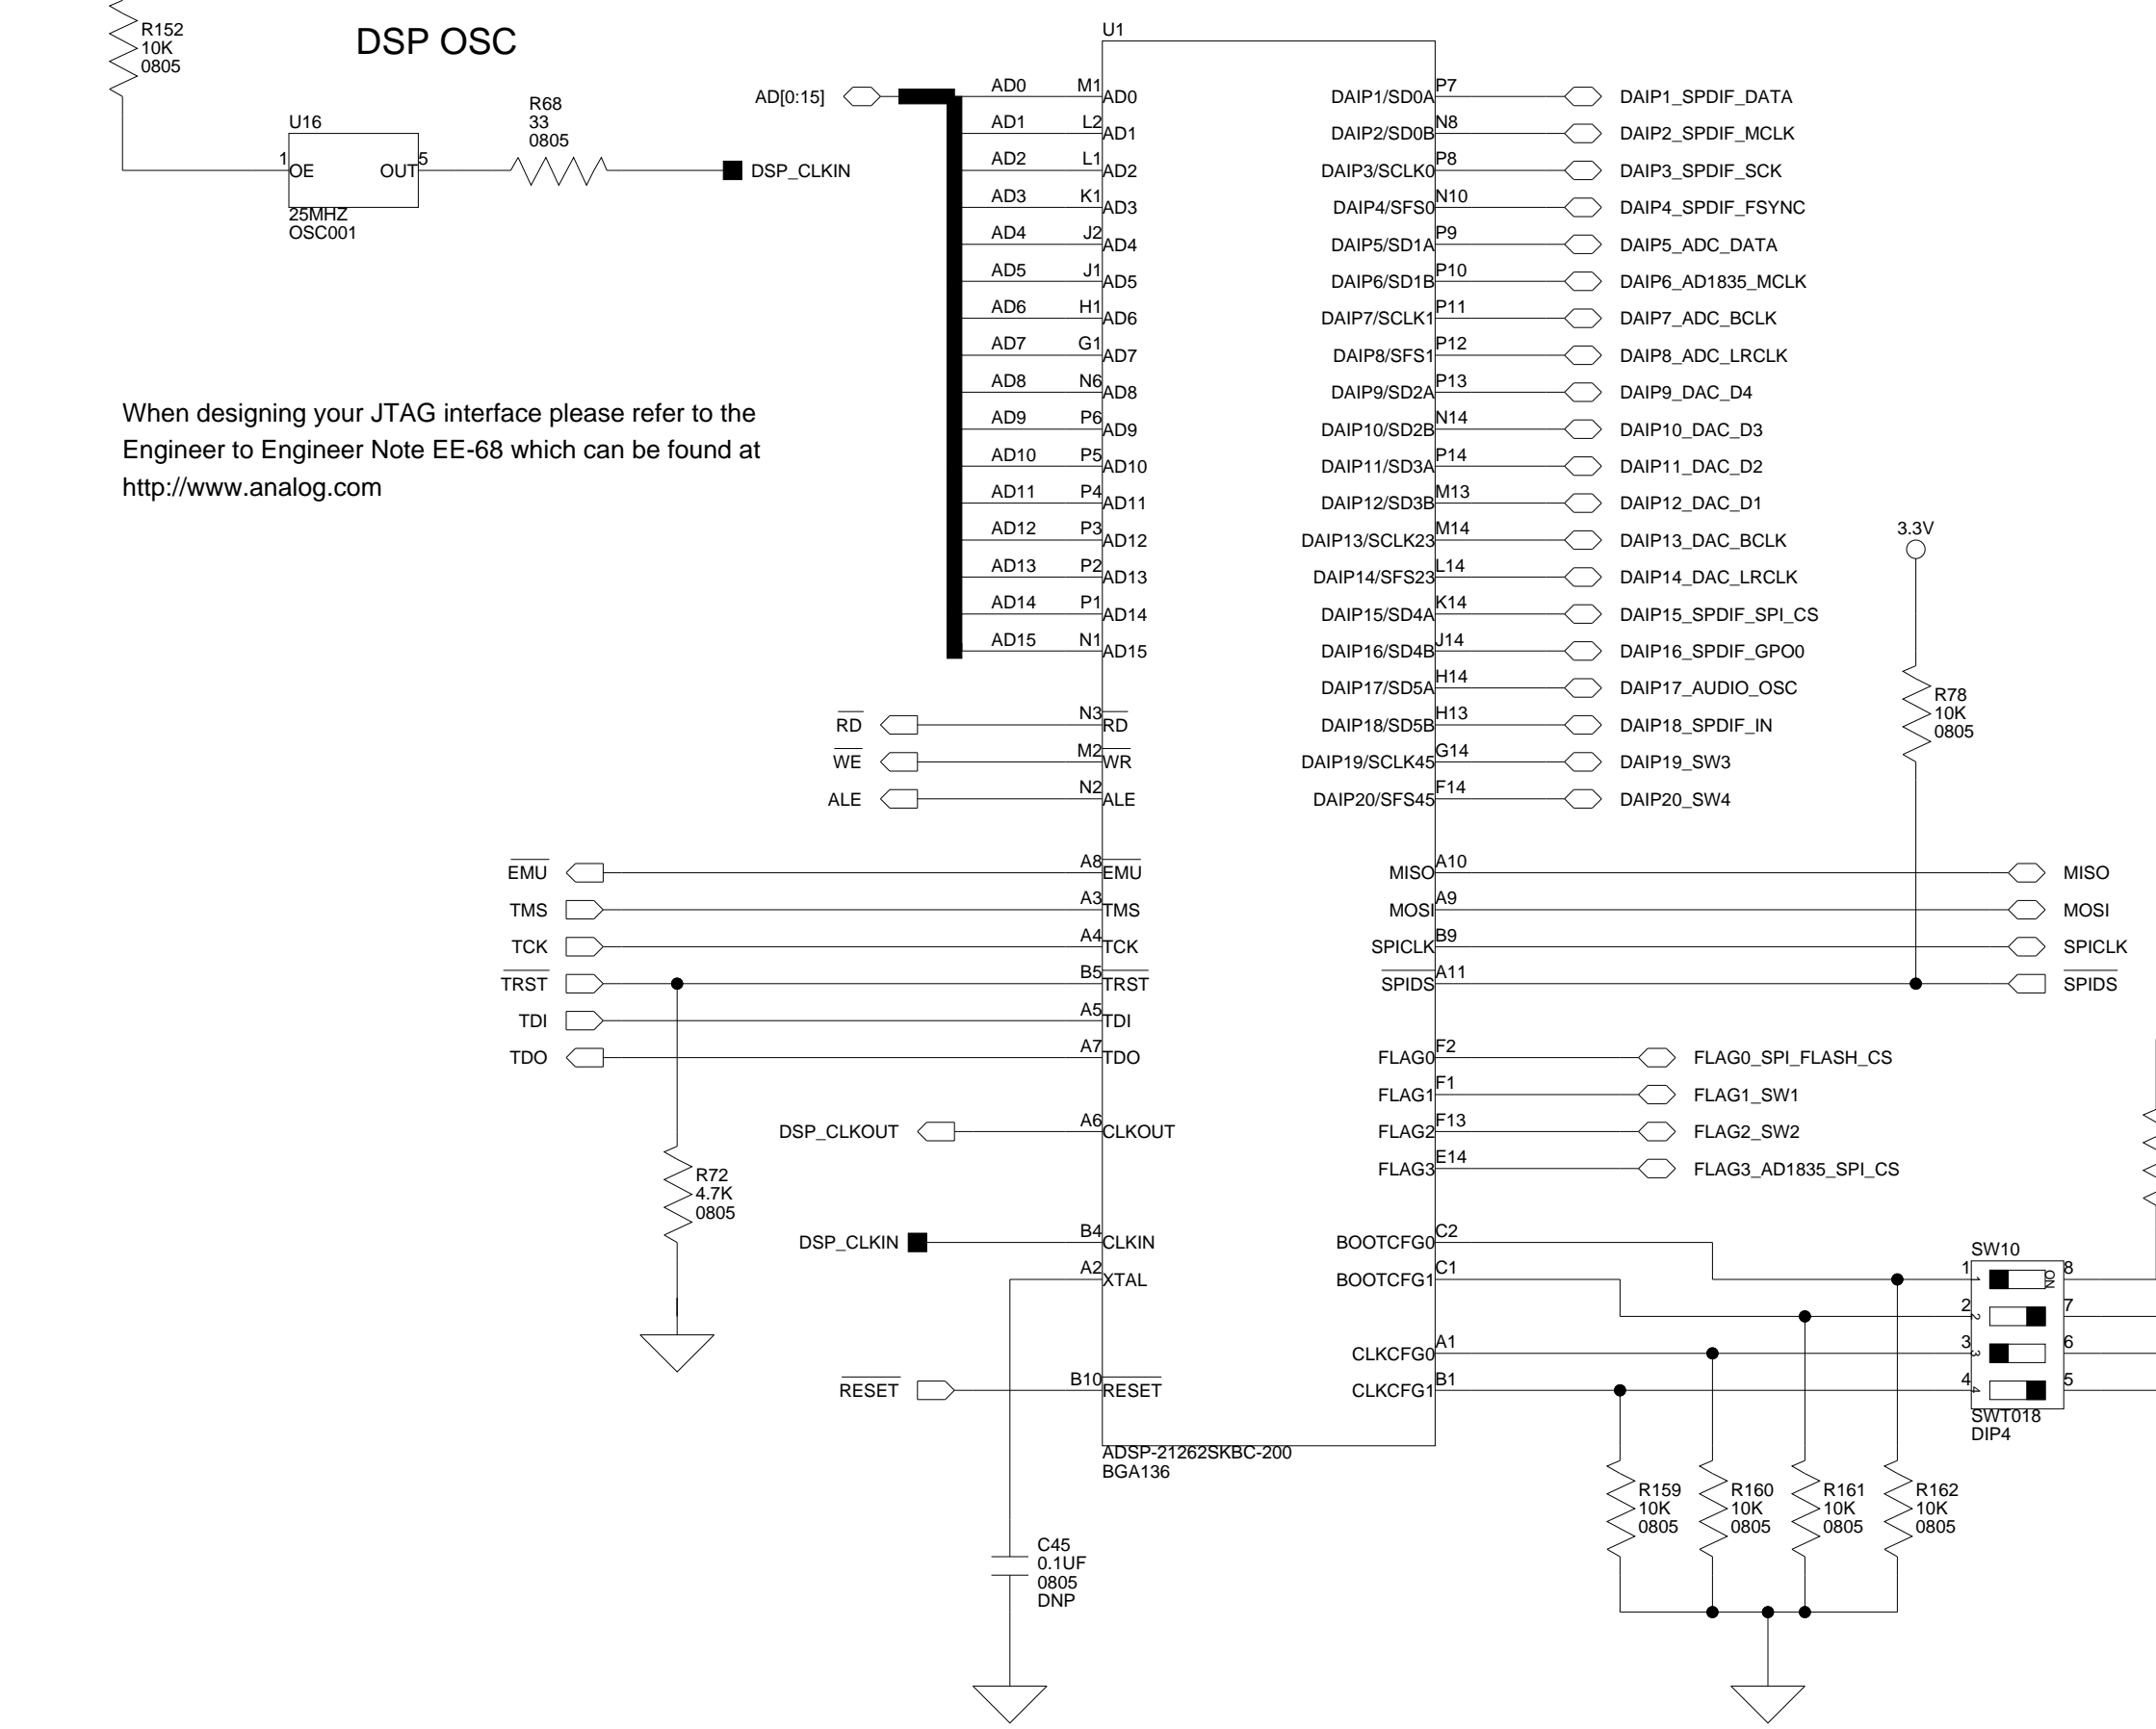 R152
10K
0805
DSP OSC
U16
1
OE
OUT
5
25MHZ
OSC001
R68
33
0805
DSP_CLKIN
When designing your JTAG interface please refer to the
Engineer to Engineer Note EE-68 which can be found at
http://www.analog.com
U1
AD[0:15]
AD0 M1 AD0
AD1 L2 AD1
AD2 L1 AD2
AD3 K1 AD3
AD4 J2 AD4
AD5 J1 AD5
AD6 H1 AD6
AD7 G1 AD7
AD8 N6 AD8
AD9 P6 AD9
AD10 P5 AD10
AD11 P4 AD11
AD12 P3 AD12
AD13 P2 AD13
AD14 P1 AD14
AD15 N1 AD15
RD N3 RD
WE M2 WR
ALE N2 ALE
EMU A8 EMU
TMS A3 TMS
TCK A4 TCK
TRST B5 TRST
TDI A5 TDI
TDO A7 TDO
DSP_CLKOUT A6 CLKOUT
R72
4.7K
0805
DSP_CLKIN B4 CLKIN
A2 XTAL
RESET B10 RESET
ADSP-21262SKBC-200
BGA136
C45
0.1UF
0805
DNP
DAIP1/SD0A P7 DAIP1_SPDIF_DATA
DAIP2/SD0B N8 DAIP2_SPDIF_MCLK
DAIP3/SCLK0 P8 DAIP3_SPDIF_SCK
DAIP4/SFS0 N10 DAIP4_SPDIF_FSYNC
DAIP5/SD1A P9 DAIP5_ADC_DATA
DAIP6/SD1B P10 DAIP6_AD1835_MCLK
DAIP7/SCLK1 P11 DAIP7_ADC_BCLK
DAIP8/SFS1 P12 DAIP8_ADC_LRCLK
DAIP9/SD2A P13 DAIP9_DAC_D4
DAIP10/SD2B N14 DAIP10_DAC_D3
DAIP11/SD3A P14 DAIP11_DAC_D2
DAIP12/SD3B M13 DAIP12_DAC_D1
DAIP13/SCLK23 M14 DAIP13_DAC_BCLK
DAIP14/SFS23 L14 DAIP14_DAC_LRCLK
DAIP15/SD4A K14 DAIP15_SPDIF_SPI_CS
DAIP16/SD4B J14 DAIP16_SPDIF_GPO0
DAIP17/SD5A H14 DAIP17_AUDIO_OSC
DAIP18/SD5B H13 DAIP18_SPDIF_IN
DAIP19/SCLK45 G14 DAIP19_SW3
DAIP20/SFS45 F14 DAIP20_SW4
3.3V
R78
10K
0805
MISO A10 MISO
MOSI A9 MOSI
SPICLK B9 SPICLK
SPIDS A11 SPIDS
FLAG0 F2 FLAG0_SPI_FLASH_CS
FLAG1 F1 FLAG1_SW1
FLAG2 F13 FLAG2_SW2
FLAG3 E14 FLAG3_AD1835_SPI_CS
BOOTCFG0 C2
BOOTCFG1 C1
CLKCFG0 A1
CLKCFG1 B1
SW10
1 1 ON 8
2 2 7
3 3 6
4 4 5
SWT018
DIP4
R159
10K
0805
R160
10K
0805
R161
10K
0805
R162
10K
0805